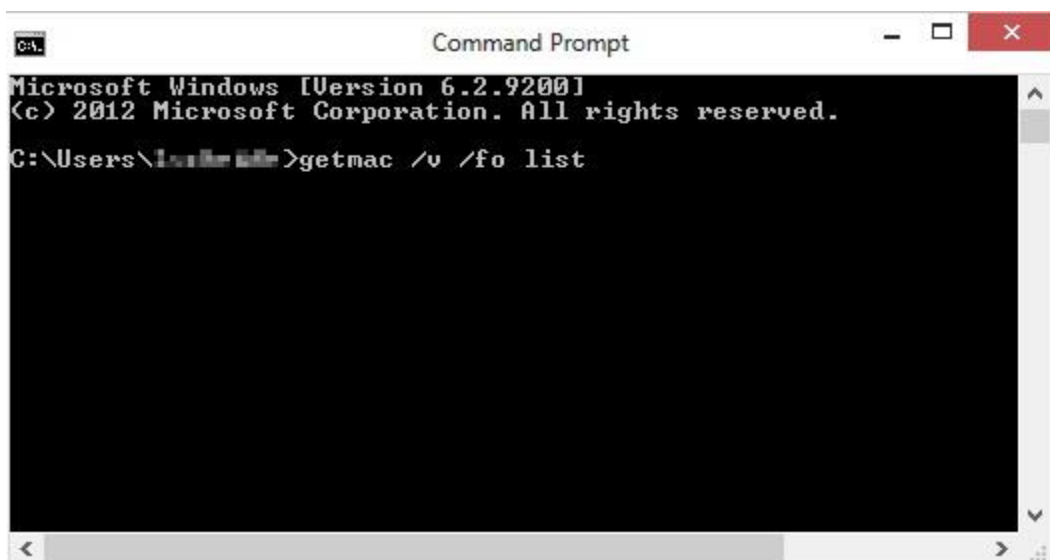 Command Prompt
Microsoft Windows [Version 6.2.9200]
(c) 2012 Microsoft Corporation. All rights reserved.
C:\Users\>getmac /v /fo list